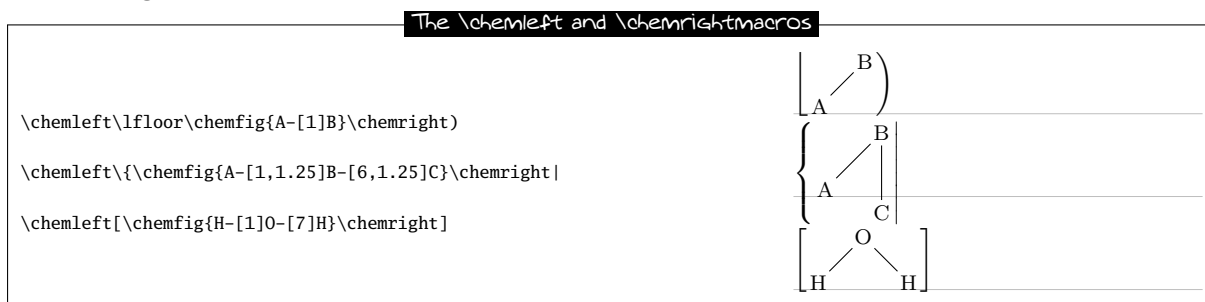 The \chemleft and \chemrightmacros
\chemleft\lfloor\chemfig{A-[1]B}\chemright)
\chemleft\{\chemfig{A-[1,1.25]B-[6,1.25]C}\chemright|
\chemleft[\chemfig{H-[1]O-[7]H}\chemright]
B
A
B
A
C
O
H H